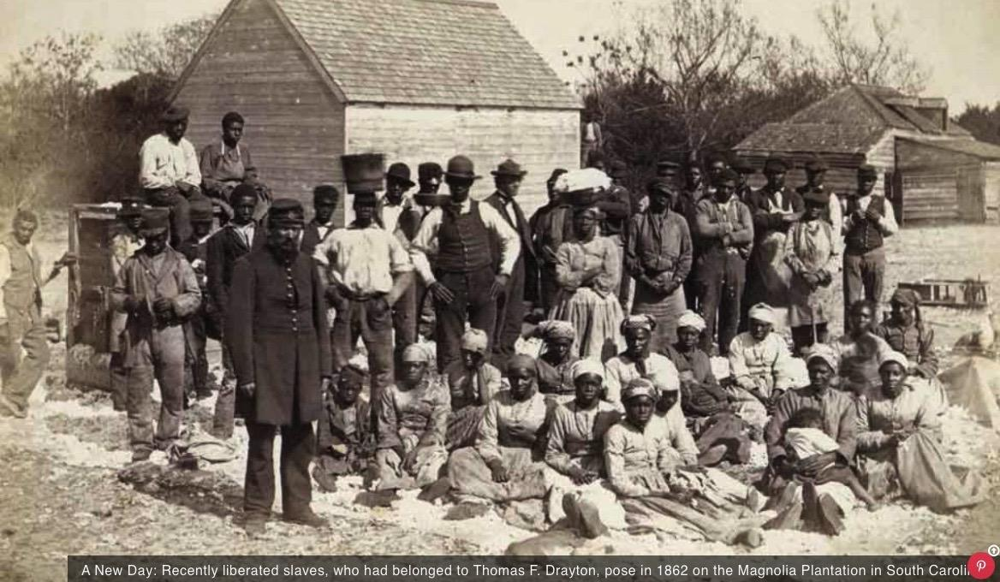 A New Day: Recently liberated slaves, who had belonged to Thomas F. Drayton, pose in 1862 on the Magnolia Plantation in South